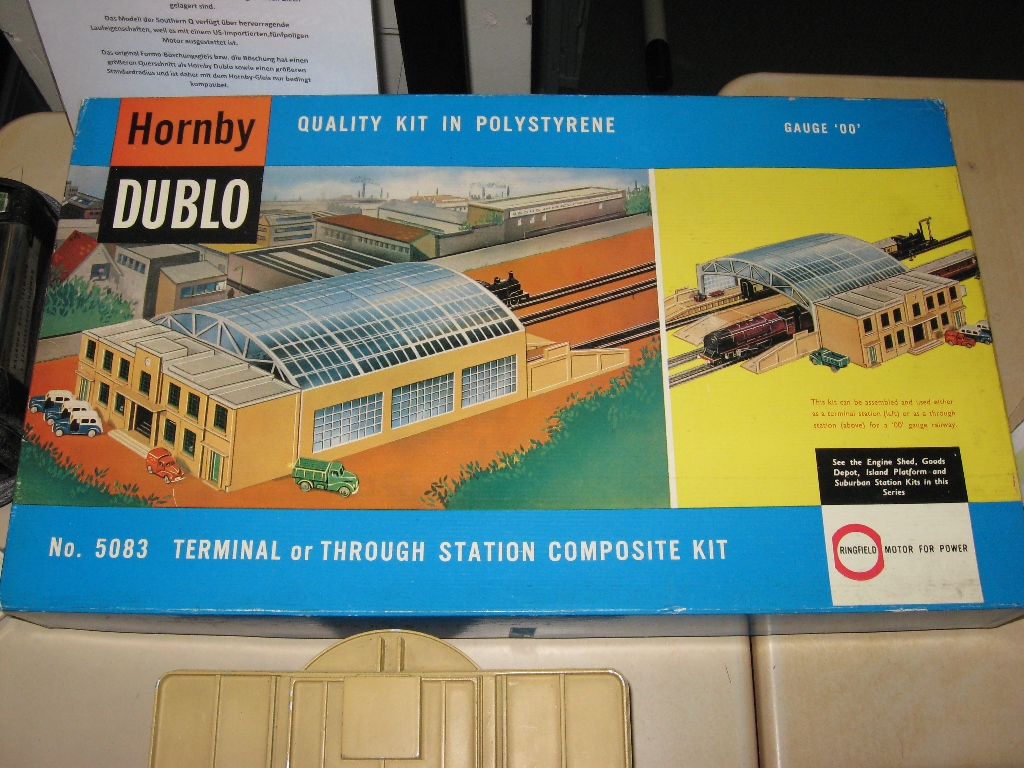 gelagert sind.
Das Modell der Southern Q verfügt über hervorragende
Laufeigenschaften, weil es mit einem US-importierten,fünfpoligen
Motor ausgestattet ist.
Das original Formo-Böschungsgleis bzw. die Böschung hat einen
größeren Querschnitt als Hornby Dublo sowie einen größeren
Standardradius und ist daher mit dem Hornby-Gleis nur bedingt
kompatibel.
Hornby
DUBLO
QUALITY KIT IN POLYSTYRENE
GAUGE 'OO'
This kit can be assembled and used either
as a terminal station (left) or as a through
station (above) for a 'OO' gauge railway.
See the Engine Shed, Goods
Depot, Island Platform and
Suburban Station Kits in this
Series
No. 5083 TERMINAL or THROUGH STATION COMPOSITE KIT
RINGFIELD MOTOR FOR POWER